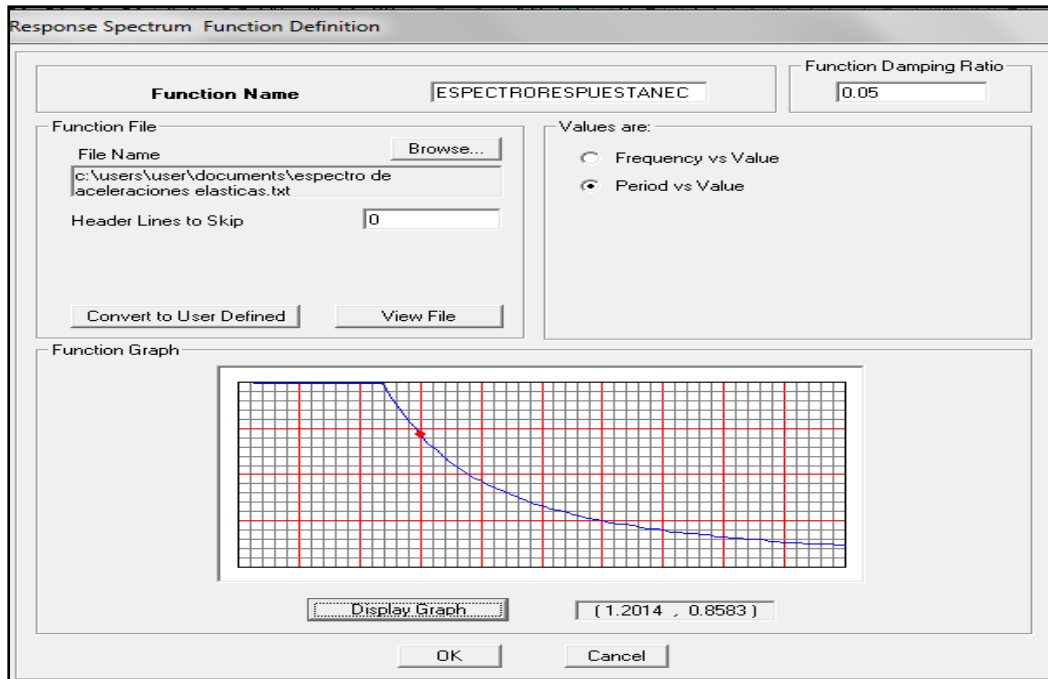 Response Spectrum Function Definition
Function Damping Ratio
Function Name
ESPECTRORESPUESTANEC
0.05
Function File
Values are:
File Name
Browse...
Frequency vs Value
c:\users\user\documents\espectro de
aceleraciones elasticas.txt
Period vs Value
Header Lines to Skip
0
Convert to User Defined
View File
Function Graph
Display Graph
( 1.2014 , 0.8583 )
OK
Cancel